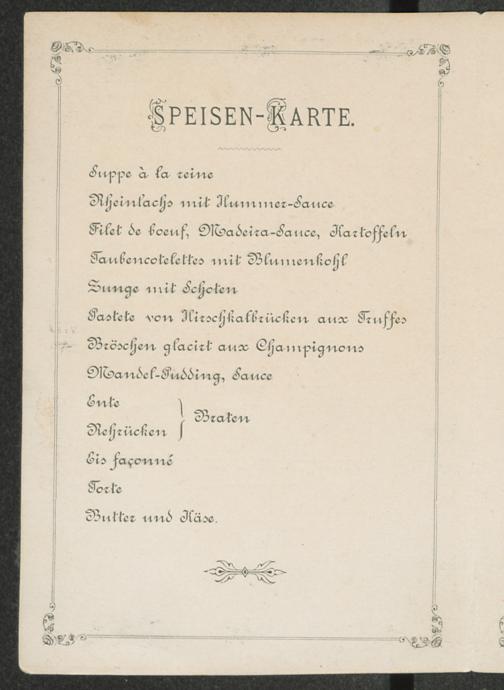 SPEISEN-KARTE.
Suppe à la reine
Rheinlachs mit Hummer-Sauce
Filet de boeuf, Madeira-Sauce, Kartoffeln
Taubencotelettes mit Blumenkohl
Zunge mit Schoten
Pastete von Hirschkalbrücken aux Truffes
Bröschen glacirt aux Champignons
Mandel-Pudding, Sauce
Ente
Rehrücken } Braten
Eis façonné
Torte
Butter und Käse.